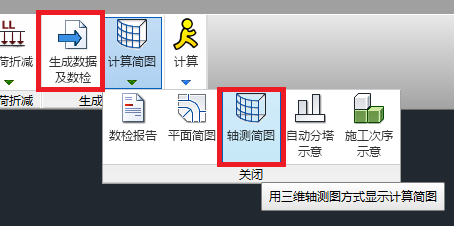 LL
荷折减
生成数据
及数检
计算简图
计算
荷折减
生成
数检报告
平面简图
轴测简图
自动分塔
示意
施工次序
示意
关闭
用三维轴测图方式显示计算简图